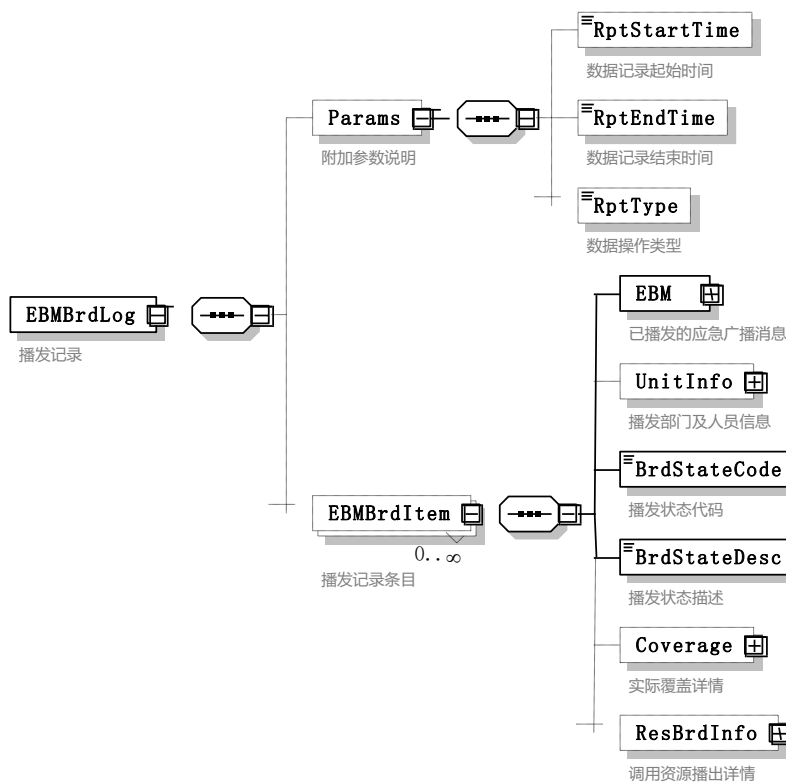 RptStartTime
数据记录起始时间
Params
附加参数说明
RptEndTime
数据记录结束时间
RptType
数据操作类型
EBMBrdLog
播发记录
EBM
已播发的应急广播消息
UnitInfo
播发部门及人员信息
BrdStateCode
播发状态代码
EBMBrdItem
0..∞
播发记录条目
BrdStateDesc
播发状态描述
Coverage
实际覆盖详情
ResBrdInfo
调用资源播出详情